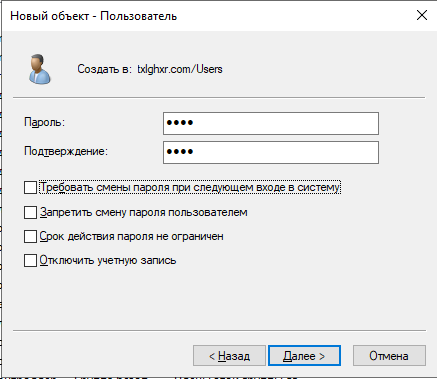 Новый объект - Пользователь
Создать в: txlghxr.com/Users
Пароль:
••••
Подтверждение:
••••
Требовать смены пароля при следующем входе в систему
Запретить смену пароля пользователем
Срок действия пароля не ограничен
Отключить учетную запись
< Назад
Далее >
Отмена